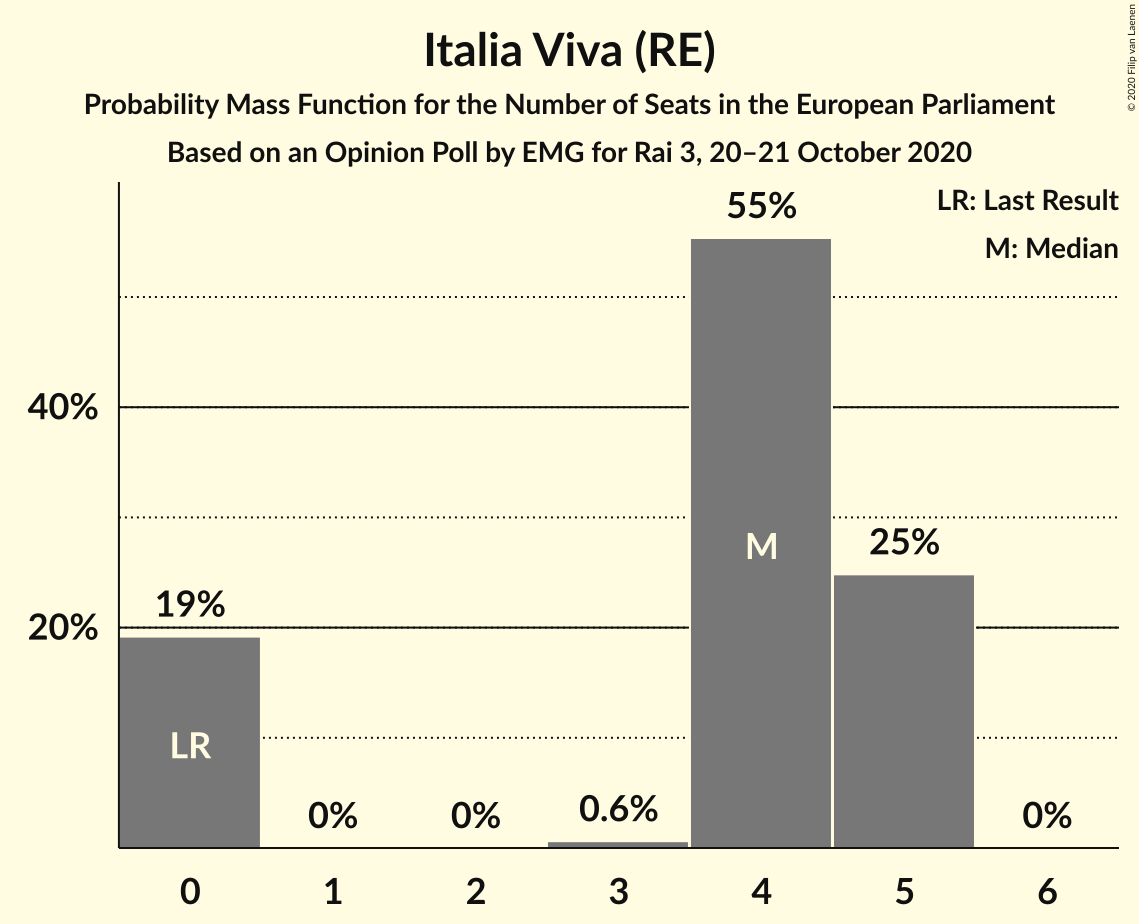 Italia Viva (RE)
Probability Mass Function for the Number of Seats in the European Parliament
Based on an Opinion Poll by EMG for Rai 3, 20–21 October 2020
© 2020 Filip van Laenen
LR: Last Result
M: Median
55%
40%
M
25%
19%
20%
LR
0%
0%
0.6%
0%
0
1
2
3
4
5
6